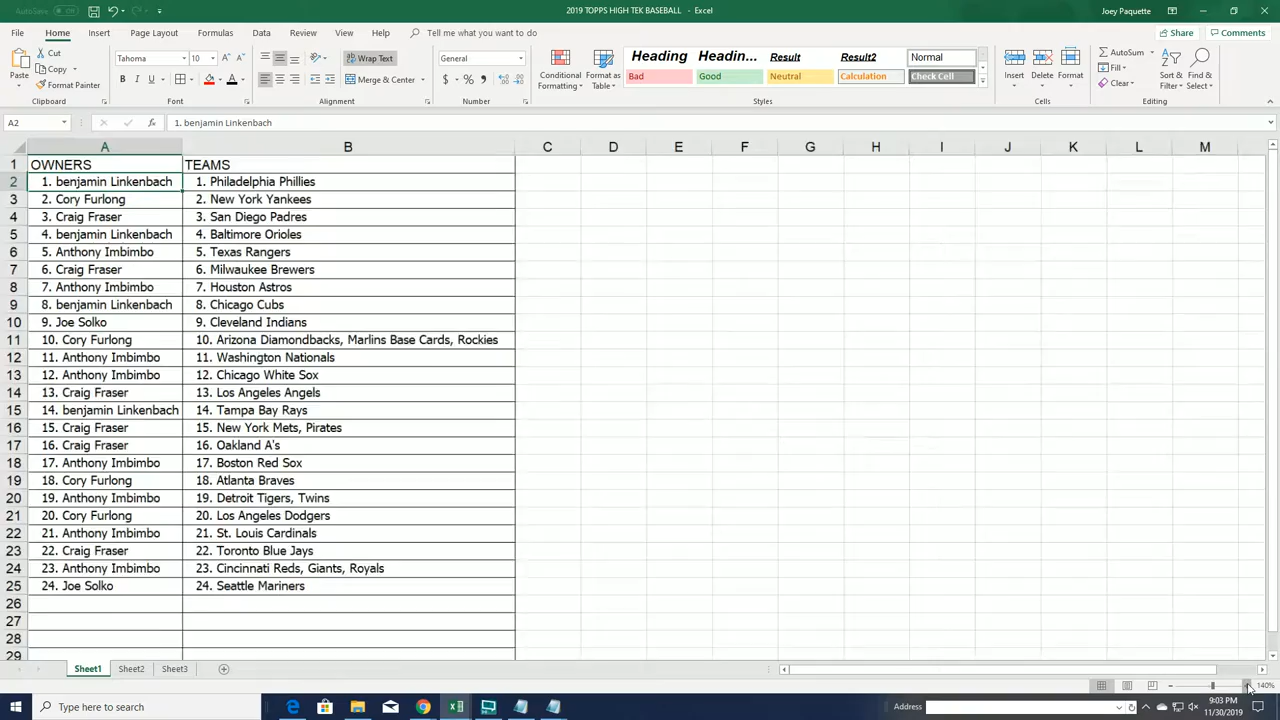 AutoSave Off 2019 TOPPS HIGH TEK BASEBALL - Excel Joey Paquette
File Home Insert Page Layout Formulas Data Review View Help Tell me what you want to do Share Comments
Cut
Copy
Format Painter
Paste
Clipboard
Tahoma 10
B I U A
Font
Wrap Text
Merge & Center
Alignment
General
$ % ,
Number
Conditional Formatting
Format as Table
Heading Headin... Result Result2 Normal
Bad Good Neutral Calculation Check Cell
Styles
Insert Delete Format
Cells
AutoSum
Fill
Clear
Sort & Filter
Find & Select
Editing
A2 fx 1. benjamin Linkenbach
A B C D E F G H I J K L M
1 OWNERS TEAMS
2 1. benjamin Linkenbach 1. Philadelphia Phillies
3 2. Cory Furlong 2. New York Yankees
4 3. Craig Fraser 3. San Diego Padres
5 4. benjamin Linkenbach 4. Baltimore Orioles
6 5. Anthony Imbimbo 5. Texas Rangers
7 6. Craig Fraser 6. Milwaukee Brewers
8 7. Anthony Imbimbo 7. Houston Astros
9 8. benjamin Linkenbach 8. Chicago Cubs
10 9. Joe Solko 9. Cleveland Indians
11 10. Cory Furlong 10. Arizona Diamondbacks, Marlins Base Cards, Rockies
12 11. Anthony Imbimbo 11. Washington Nationals
13 12. Anthony Imbimbo 12. Chicago White Sox
14 13. Craig Fraser 13. Los Angeles Angels
15 14. benjamin Linkenbach 14. Tampa Bay Rays
16 15. Craig Fraser 15. New York Mets, Pirates
17 16. Craig Fraser 16. Oakland A's
18 17. Anthony Imbimbo 17. Boston Red Sox
19 18. Cory Furlong 18. Atlanta Braves
20 19. Anthony Imbimbo 19. Detroit Tigers, Twins
21 20. Cory Furlong 20. Los Angeles Dodgers
22 21. Anthony Imbimbo 21. St. Louis Cardinals
23 22. Craig Fraser 22. Toronto Blue Jays
24 23. Anthony Imbimbo 23. Cincinnati Reds, Giants, Royals
25 24. Joe Solko 24. Seattle Mariners
26
27
28
29
Sheet1 Sheet2 Sheet3
140%
Type here to search
Address
9:03 PM
11/30/2019